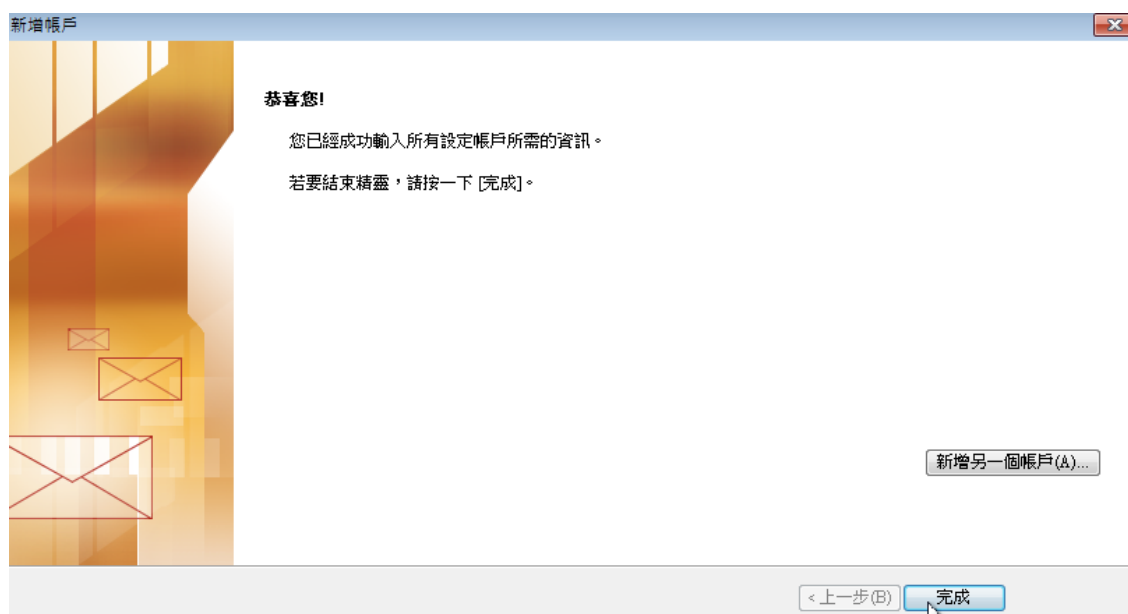 新增帳戶
恭喜您!
您已經成功輸入所有設定帳戶所需的資訊。
若要結束精靈，請按一下 [完成]。
新增另一個帳戶(A)...
<上一步(B)
完成